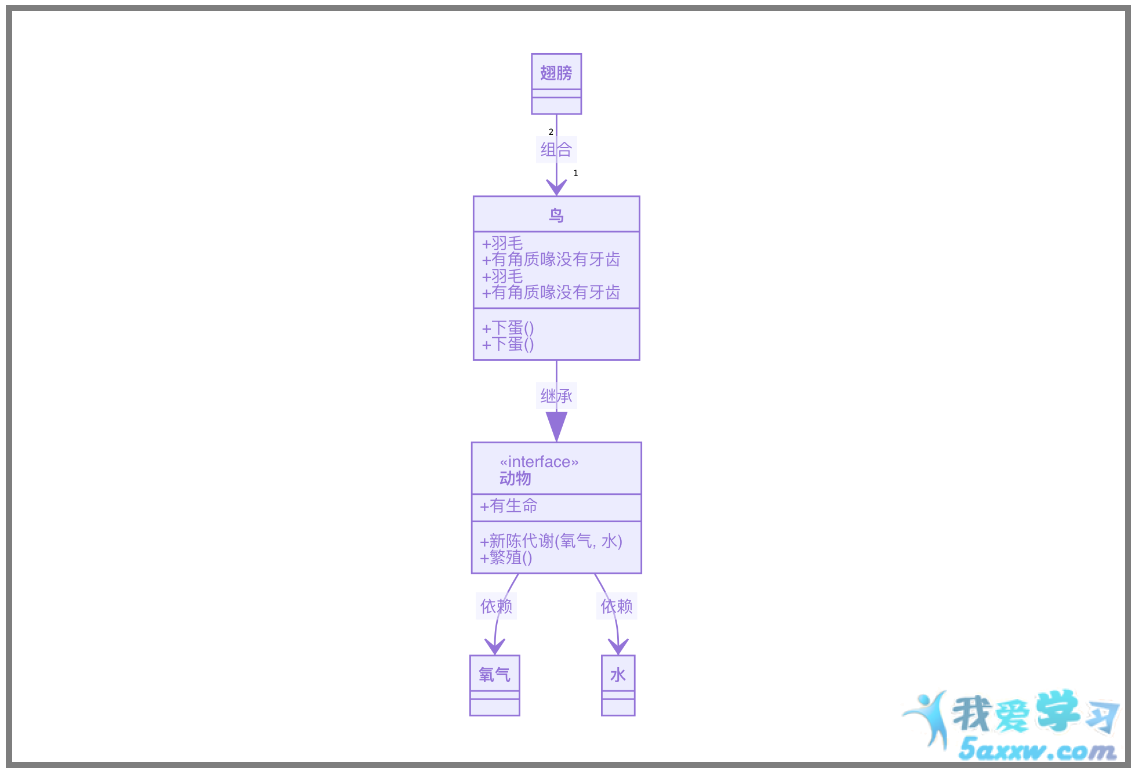 翅膀
2
组合
1
鸟
+羽毛
+有角质喙没有牙齿
+羽毛
+有角质喙没有牙齿
+下蛋()
+下蛋()
继承
«interface»
动物
+有生命
+新陈代谢(氧气, 水)
+繁殖()
依赖
依赖
氧气
水
我爱学习
5axxw.com